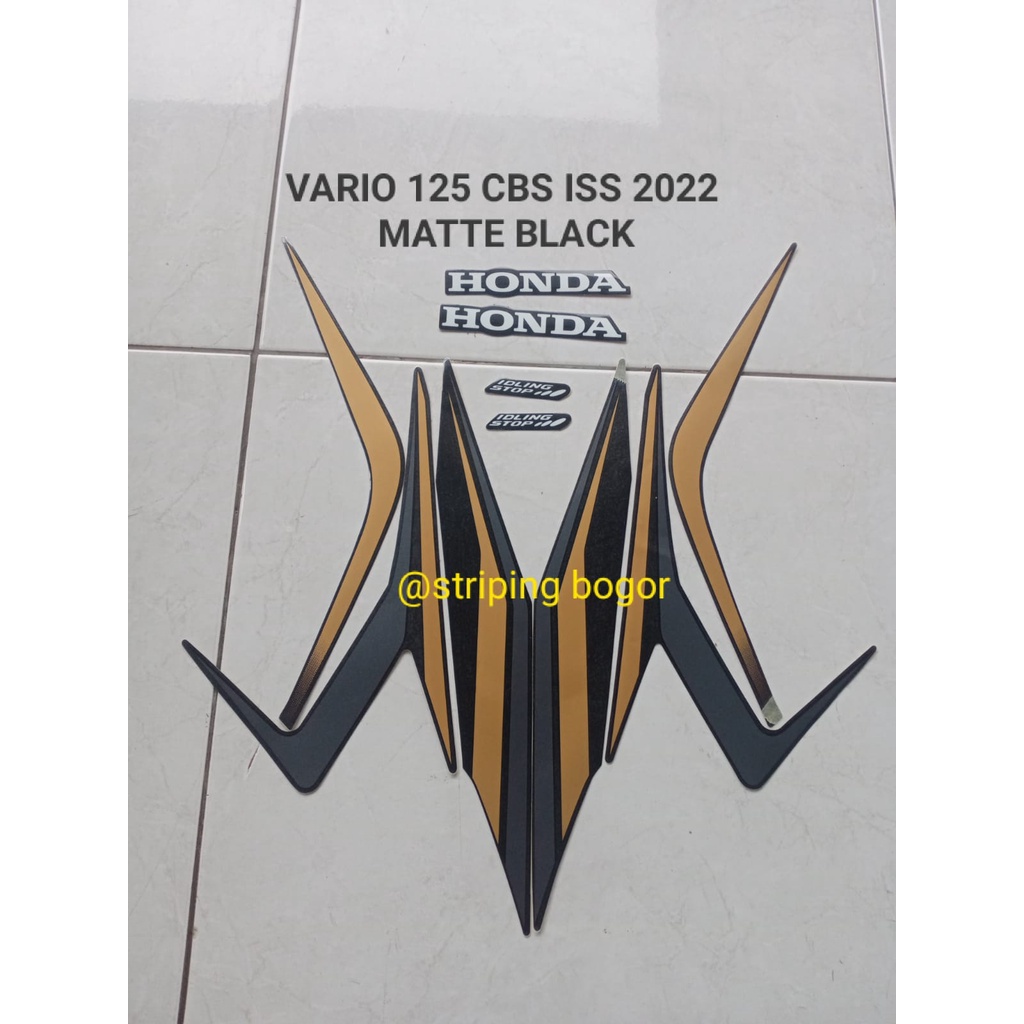 VARIO 125 CBS ISS 2022
MATTE BLACK
HONDA
HONDA
IDLING
STOP
IDLING
STOP
@striping bogor